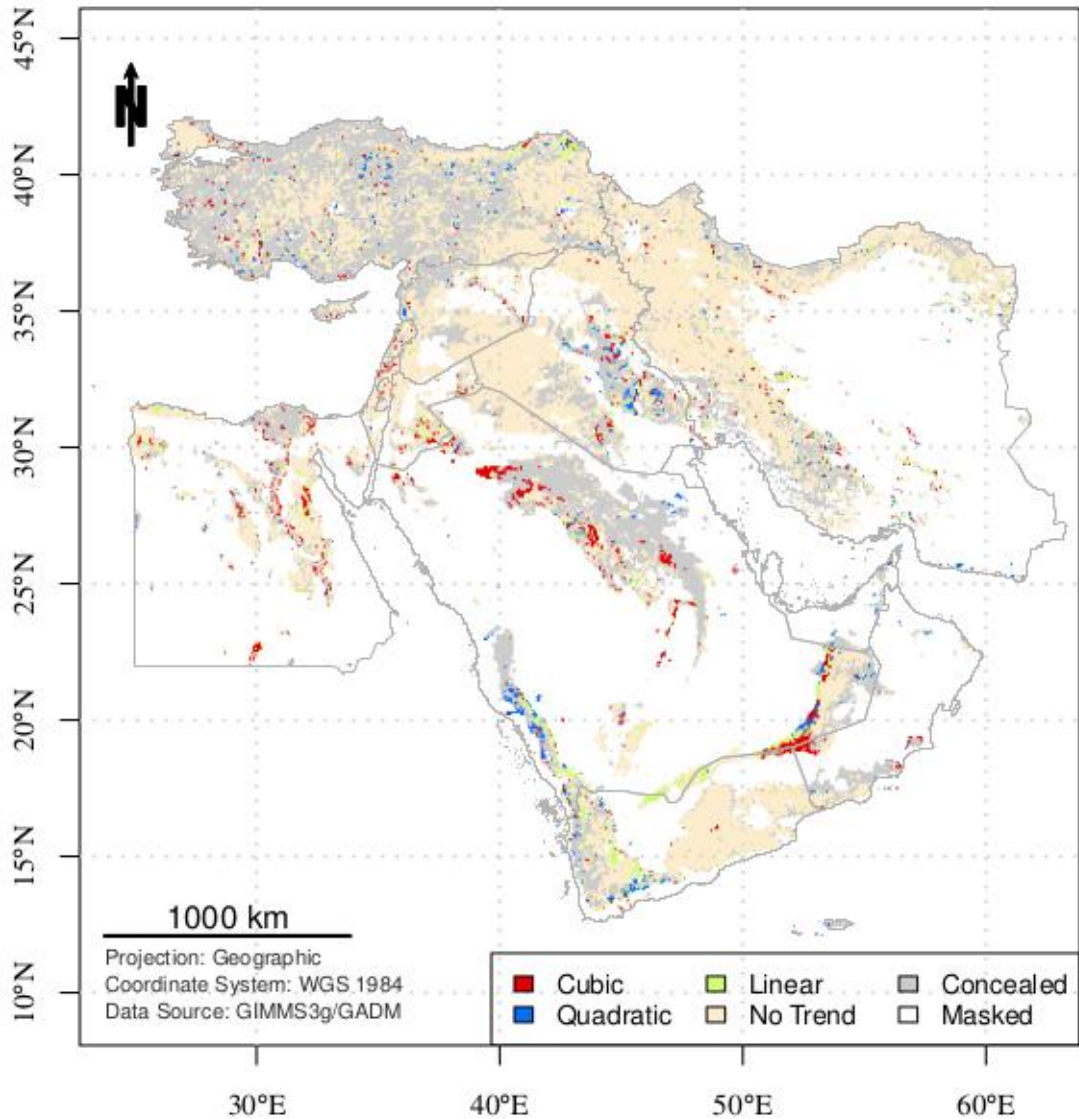 45°N
40°N
35°N
30°N
25°N
20°N
15°N
10°N
N
1000 km
Projection: Geographic
Coordinate System: WGS 1984
Data Source: GIMMS3g/GADM
Cubic
Linear
Concealed
Quadratic
No Trend
Masked
30°E
40°E
50°E
60°E